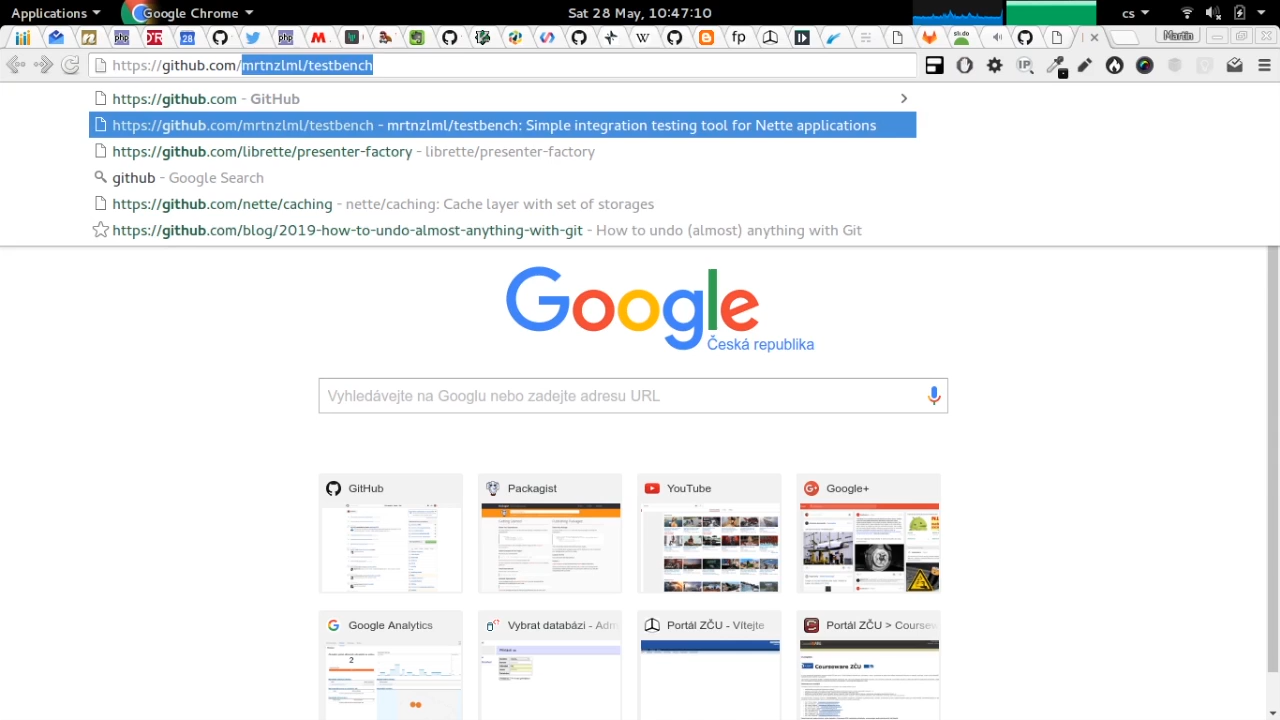 Applications Google Chrome Sat 28 May, 10:47:10 cs
Martin
https://github.com/mrtnzlml/testbench
https://github.com - GitHub
https://github.com/mrtnzlml/testbench - mrtnzlml/testbench: Simple integration testing tool for Nette applications
https://github.com/librette/presenter-factory - librette/presenter-factory
github - Google Search
https://github.com/nette/caching - nette/caching: Cache layer with set of storages
https://github.com/blog/2019-how-to-undo-almost-anything-with-git - How to undo (almost) anything with Git
Google
Česká republika
Vyhledávejte na Googlu nebo zadejte adresu URL
GitHub Packagist YouTube Google+
Google Analytics Vybrat databázi - Adm Portál ZČU - Vítejte Portál ZČU > Coursew
Courseware ZČU